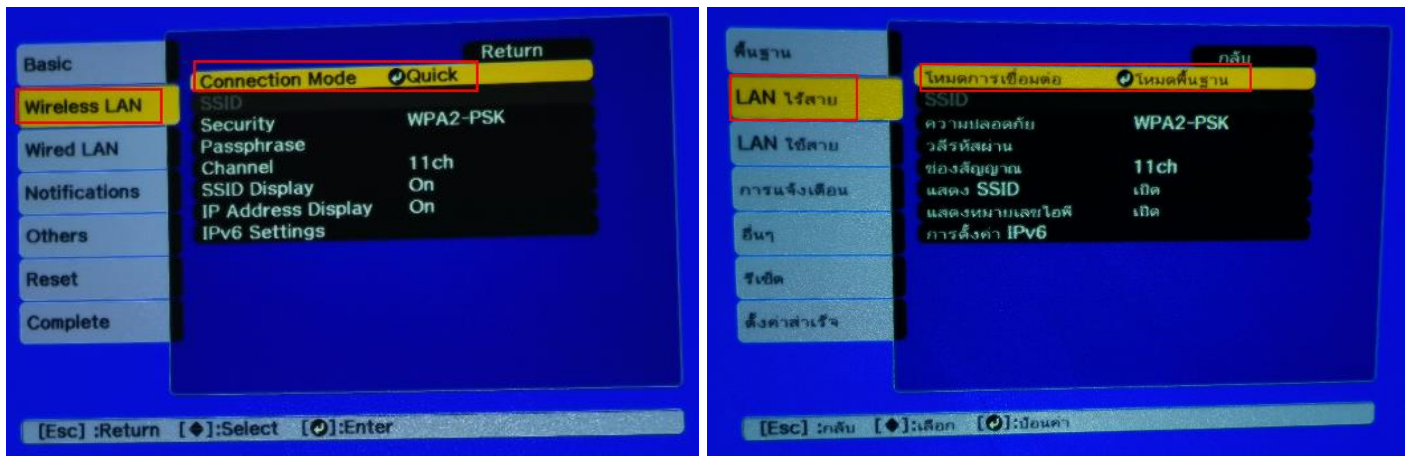 Return
Basic
Connection Mode Quick
SSID
Wireless LAN
Security WPA2-PSK
Passphrase
Wired LAN
Channel 11ch
SSID Display On
Notifications
IP Address Display On
Others
IPv6 Settings
Reset
Complete
[Esc] :Return [◆]:Select [↵]:Enter
กลับ
พื้นฐาน
โหมดการเชื่อมต่อ โหมดพื้นฐาน
LAN ไร้สาย
SSID
ความปลอดภัย WPA2-PSK
LAN ใช้สาย
วลีรหัสผ่าน
ช่องสัญญาณ 11ch
การแจ้งเตือน
แสดง SSID เปิด
แสดงหมายเลขไอพี เปิด
อื่นๆ
การตั้งค่า IPv6
รีเซ็ต
ตั้งค่าสำเร็จ
[Esc] :กลับ [◆]:เลือก [↵]:ป้อนค่า